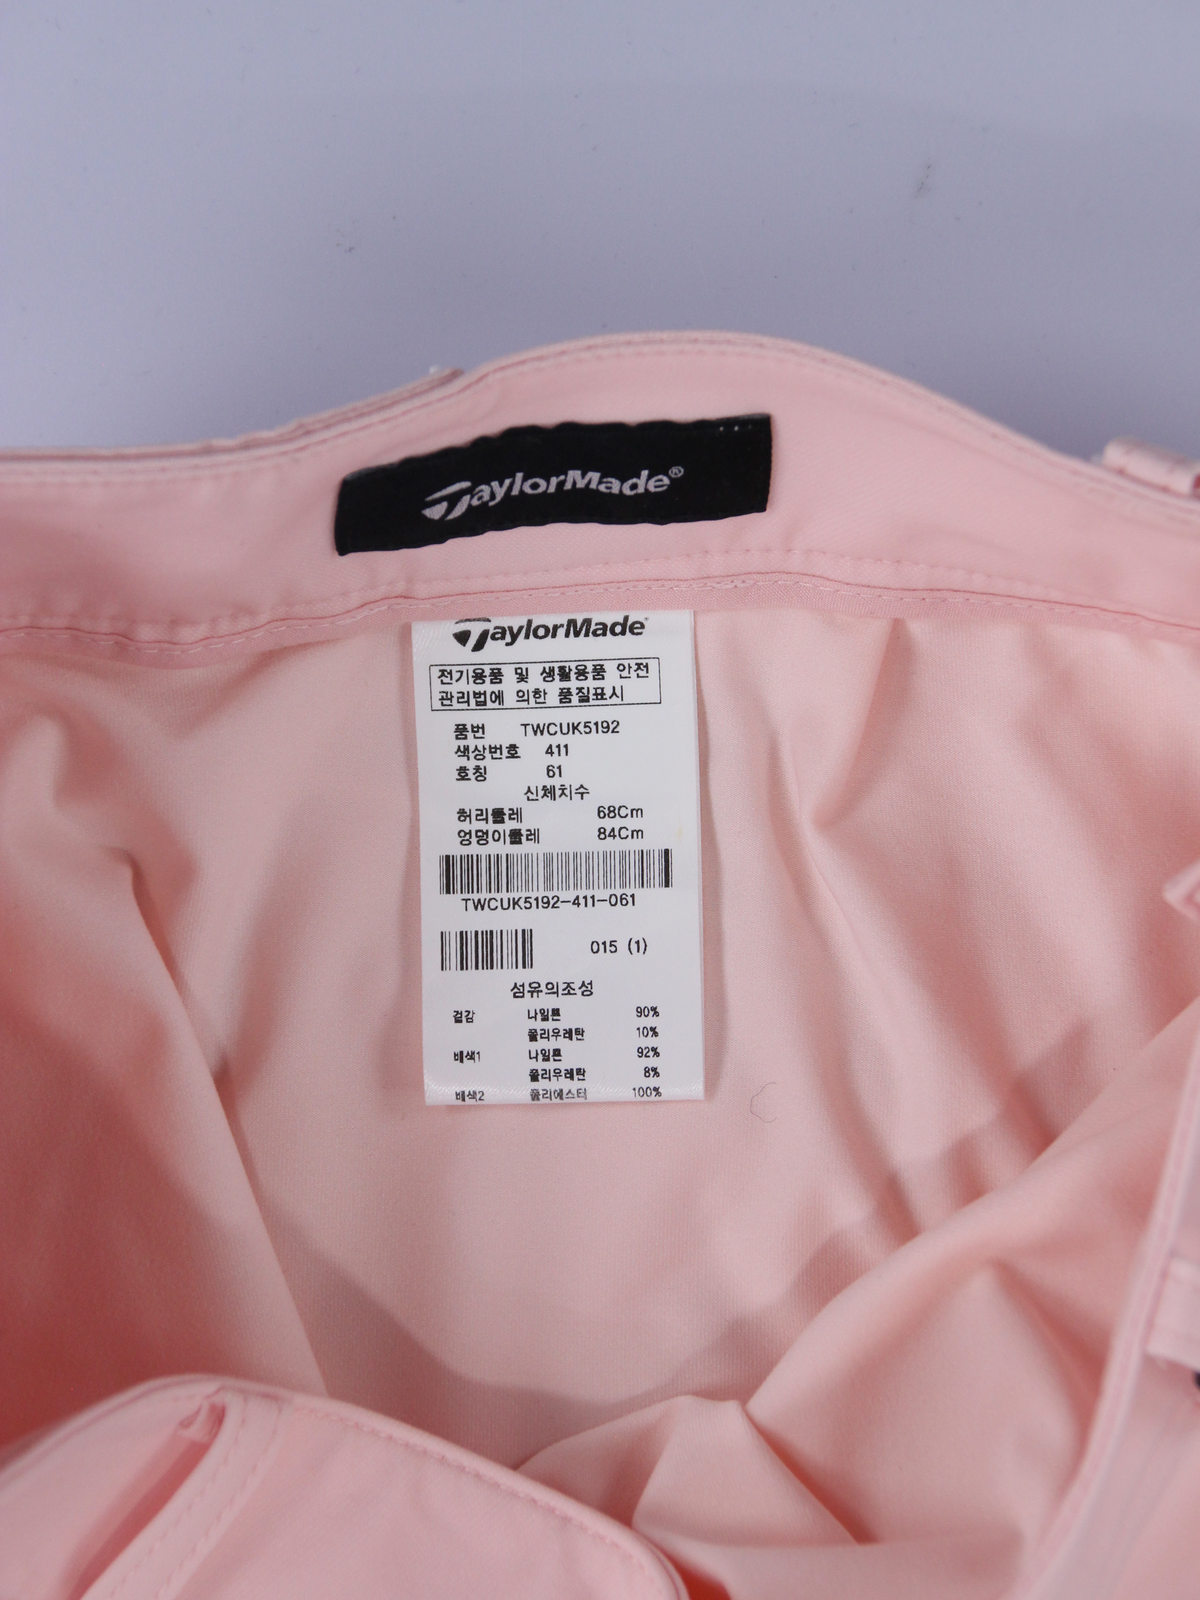 TaylorMade®
TaylorMade
전기용품 및 생활용품 안전
관리법에 의한 품질표시
품번 TWCUK5192
색상번호 411
호칭 61
신체치수
허리둘레 68Cm
엉덩이둘레 84Cm
TWCUK5192-411-061
015 (1)
섬유의조성
겉감 나일론 90%
폴리우레탄 10%
배색1 나일론 92%
폴리우레탄 8%
배색2 폴리에스터 100%